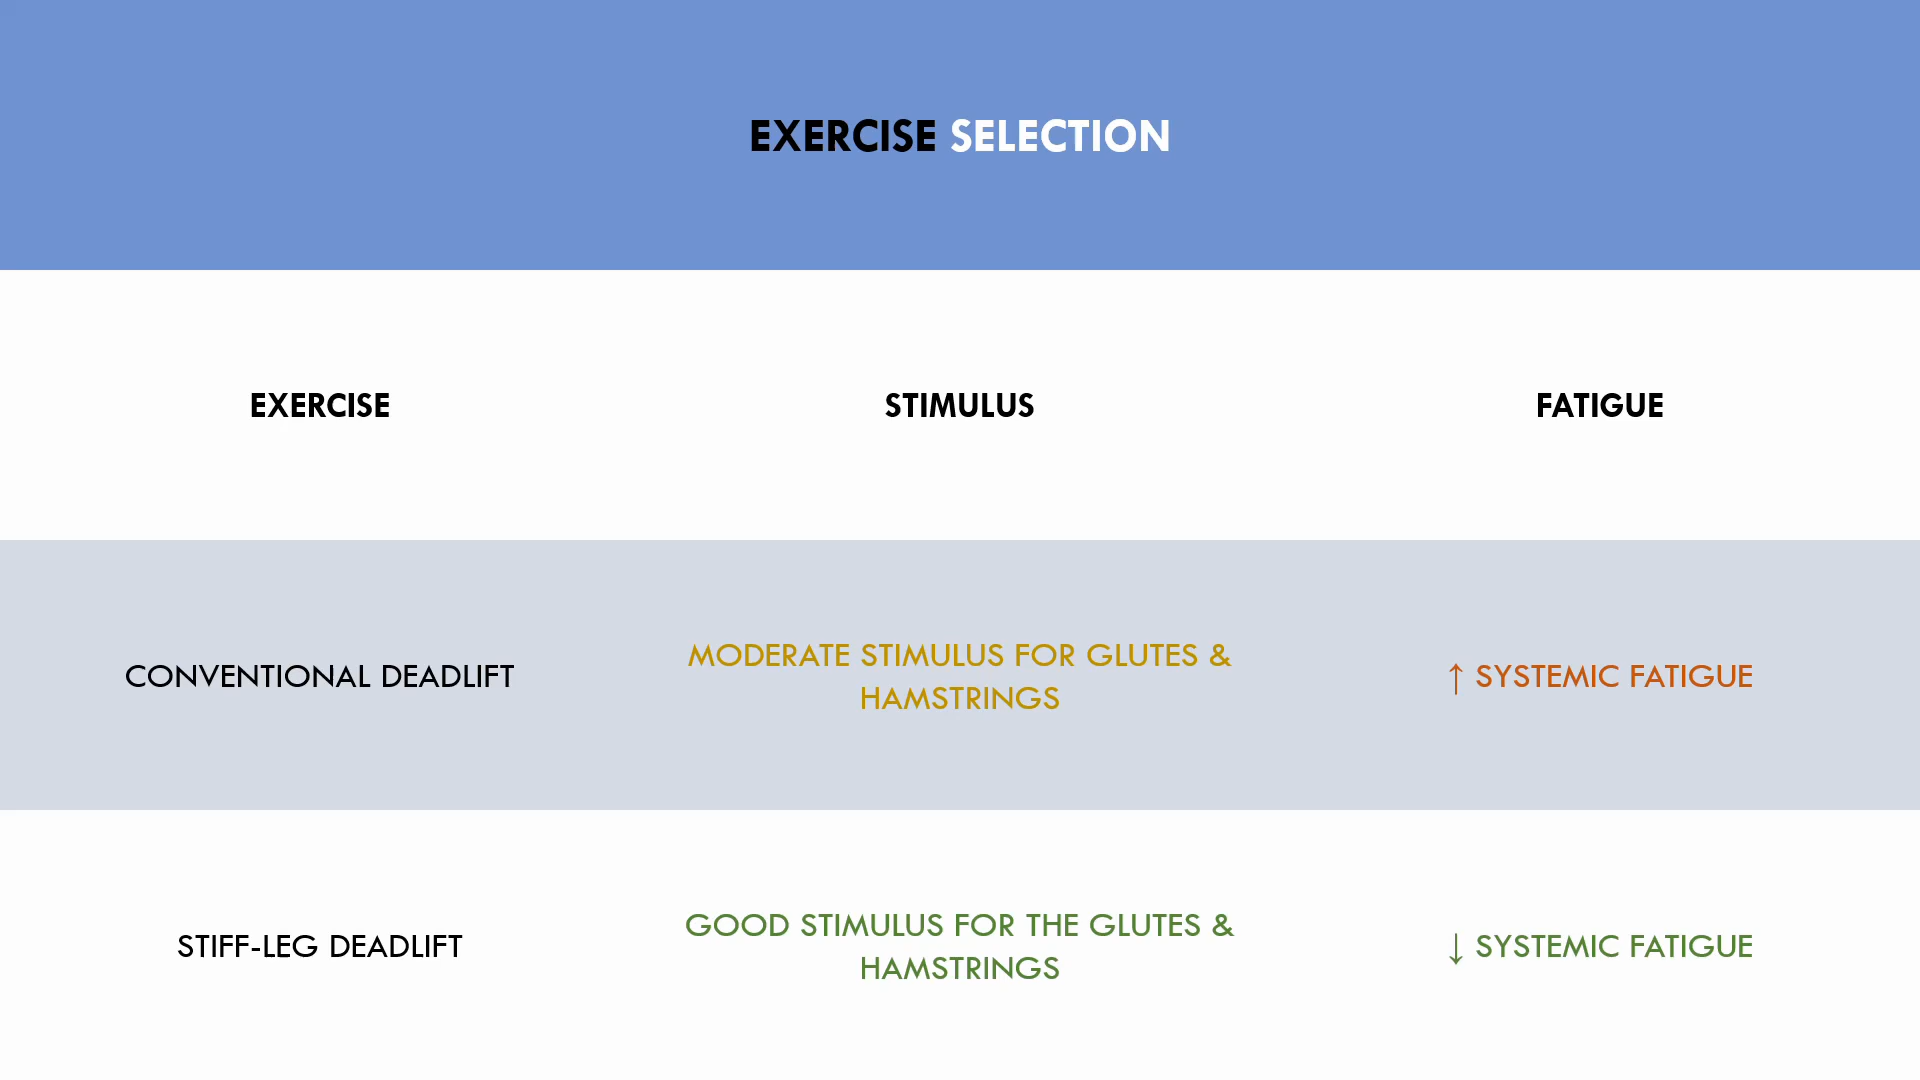 EXERCISE SELECTION
EXERCISE STIMULUS FATIGUE
CONVENTIONAL DEADLIFT
MODERATE STIMULUS FOR GLUTES &
HAMSTRINGS
↑ SYSTEMIC FATIGUE
STIFF-LEG DEADLIFT
GOOD STIMULUS FOR THE GLUTES &
HAMSTRINGS
↓ SYSTEMIC FATIGUE